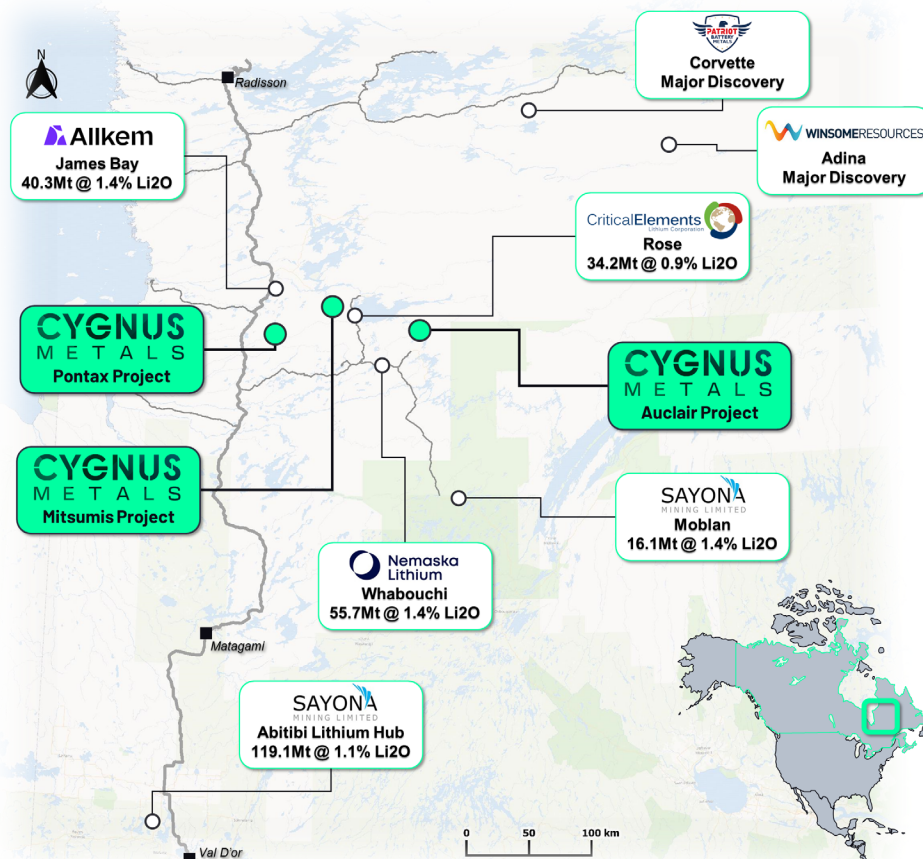 N
Radisson
PATRIOT
BATTERY
METALS
Corvette
Major Discovery
Allkem
James Bay
40.3Mt @ 1.4% Li2O
WINSOMERESOURCES
Adina
Major Discovery
CriticalElements
Lithium Corporation
Rose
34.2Mt @ 0.9% Li2O
CYGNUS
METALS
Pontax Project
CYGNUS
METALS
Auclair Project
CYGNUS
METALS
Mitsumis Project
SAYONA
MINING LIMITED
Moblan
16.1Mt @ 1.4% Li2O
Nemaska
Lithium
Whabouchi
55.7Mt @ 1.4% Li2O
Matagami
SAYONA
MINING LIMITED
Abitibi Lithium Hub
119.1Mt @ 1.1% Li2O
0 50 100 km
Val D'or